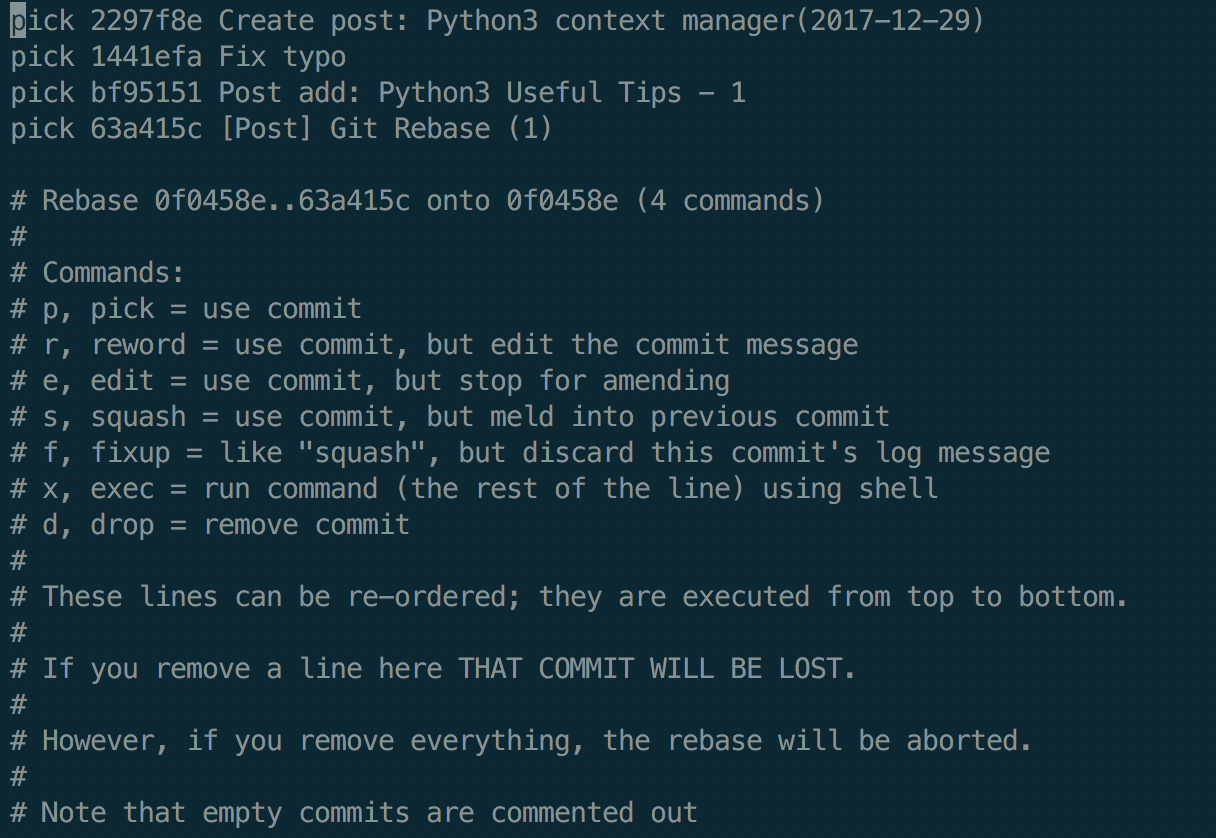 pick 2297f8e Create post: Python3 context manager(2017-12-29)
pick 1441efa Fix typo
pick bf95151 Post add: Python3 Useful Tips - 1
pick 63a415c [Post] Git Rebase (1)

# Rebase 0f0458e..63a415c onto 0f0458e (4 commands)
#
# Commands:
# p, pick = use commit
# r, reword = use commit, but edit the commit message
# e, edit = use commit, but stop for amending
# s, squash = use commit, but meld into previous commit
# f, fixup = like "squash", but discard this commit's log message
# x, exec = run command (the rest of the line) using shell
# d, drop = remove commit
#
# These lines can be re-ordered; they are executed from top to bottom.
#
# If you remove a line here THAT COMMIT WILL BE LOST.
#
# However, if you remove everything, the rebase will be aborted.
#
# Note that empty commits are commented out